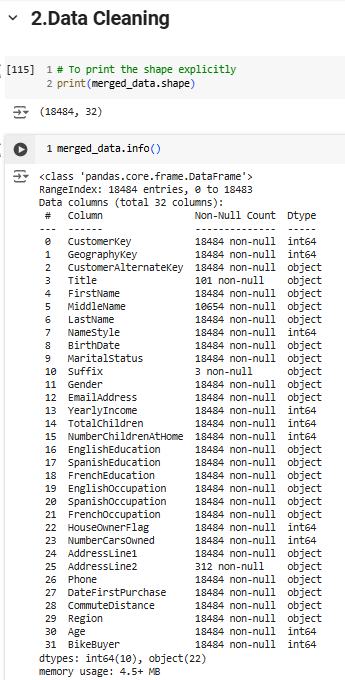 2.Data Cleaning
[115] 1 # To print the shape explicitly
2 print(merged_data.shape)
(18484, 32)
1 merged_data.info()
<class 'pandas.core.frame.DataFrame'>
RangeIndex: 18484 entries, 0 to 18483
Data columns (total 32 columns):
 #   Column                Non-Null Count  Dtype
---  ------                --------------  -----
 0   CustomerKey           18484 non-null  int64
 1   GeographyKey          18484 non-null  int64
 2   CustomerAlternateKey  18484 non-null  object
 3   Title                 101 non-null    object
 4   FirstName             18484 non-null  object
 5   MiddleName            10654 non-null  object
 6   LastName              18484 non-null  object
 7   NameStyle             18484 non-null  int64
 8   BirthDate             18484 non-null  object
 9   MaritalStatus         18484 non-null  object
 10  Suffix                3 non-null      object
 11  Gender                18484 non-null  object
 12  EmailAddress          18484 non-null  object
 13  YearlyIncome          18484 non-null  int64
 14  TotalChildren         18484 non-null  int64
 15  NumberChildrenAtHome  18484 non-null  int64
 16  EnglishEducation      18484 non-null  object
 17  SpanishEducation      18484 non-null  object
 18  FrenchEducation       18484 non-null  object
 19  EnglishOccupation     18484 non-null  object
 20  SpanishOccupation     18484 non-null  object
 21  FrenchOccupation      18484 non-null  object
 22  HouseOwnerFlag        18484 non-null  int64
 23  NumberCarsOwned       18484 non-null  int64
 24  AddressLine1          18484 non-null  object
 25  AddressLine2          312 non-null    object
 26  Phone                 18484 non-null  object
 27  DateFirstPurchase     18484 non-null  object
 28  CommuteDistance       18484 non-null  object
 29  Region                18484 non-null  object
 30  Age                   18484 non-null  int64
 31  BikeBuyer             18484 non-null  int64
dtypes: int64(10), object(22)
memory usage: 4.5+ MB